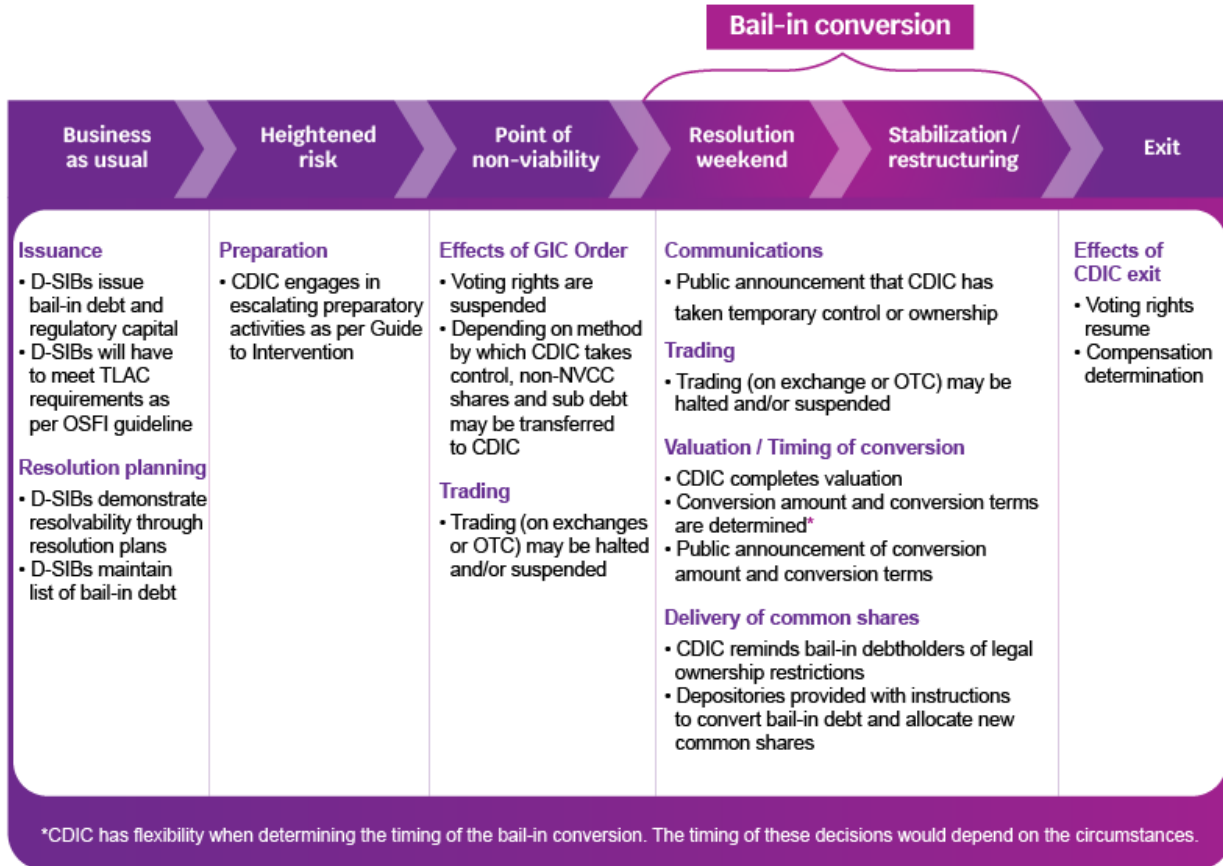 Bail-in conversion
Business
as usual
Heightened
risk
Point of
non-viability
Resolution
weekend
Stabilization /
restructuring
Exit
Issuance
• D-SIBs issue
bail-in debt and
regulatory capital
• D-SIBs will have
to meet TLAC
requirements as
per OSFI guideline
Resolution planning
• D-SIBs demonstrate
resolvability through
resolution plans
• D-SIBs maintain
list of bail-in debt
Preparation
• CDIC engages in
escalating preparatory
activities as per Guide
to Intervention
Effects of GIC Order
• Voting rights are
suspended
• Depending on method
by which CDIC takes
control, non-NVCC
shares and sub debt
may be transferred
to CDIC
Trading
• Trading (on exchanges
or OTC) may be halted
and/or suspended
Communications
• Public announcement that CDIC has
taken temporary control or ownership
Trading
• Trading (on exchange or OTC) may be
halted and/or suspended
Valuation / Timing of conversion
• CDIC completes valuation
• Conversion amount and conversion terms
are determined*
• Public announcement of conversion
amount and conversion terms
Delivery of common shares
• CDIC reminds bail-in debtholders of legal
ownership restrictions
• Depositories provided with instructions
to convert bail-in debt and allocate new
common shares
Effects of
CDIC exit
• Voting rights
resume
• Compensation
determination
*CDIC has flexibility when determining the timing of the bail-in conversion. The timing of these decisions would depend on the circumstances.